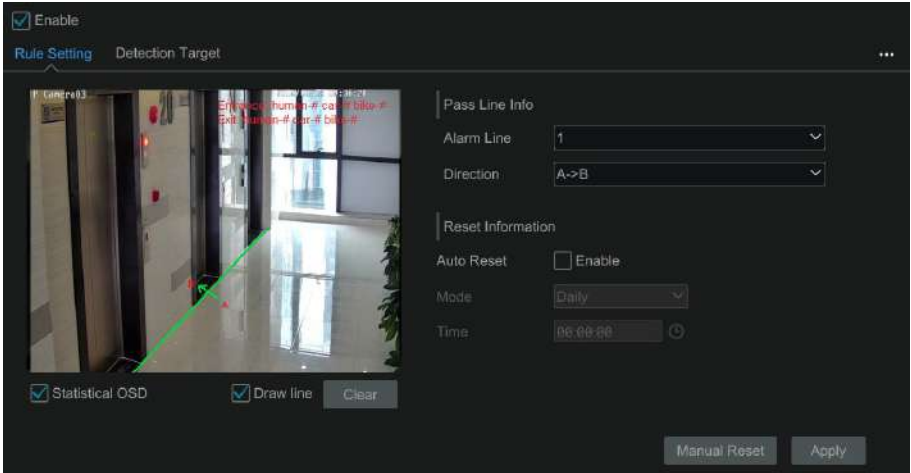 Enable
Rule Setting Detection Target
...
Camera03
Entrance: human-# car-# bike-#
Exit: human-# car-# bike-#
A
Statistical OSD
Draw line
Clear
Pass Line Info
Alarm Line 1
Direction A->B
Reset Information
Auto Reset Enable
Mode Daily
Time 00:00:00
Manual Reset Apply